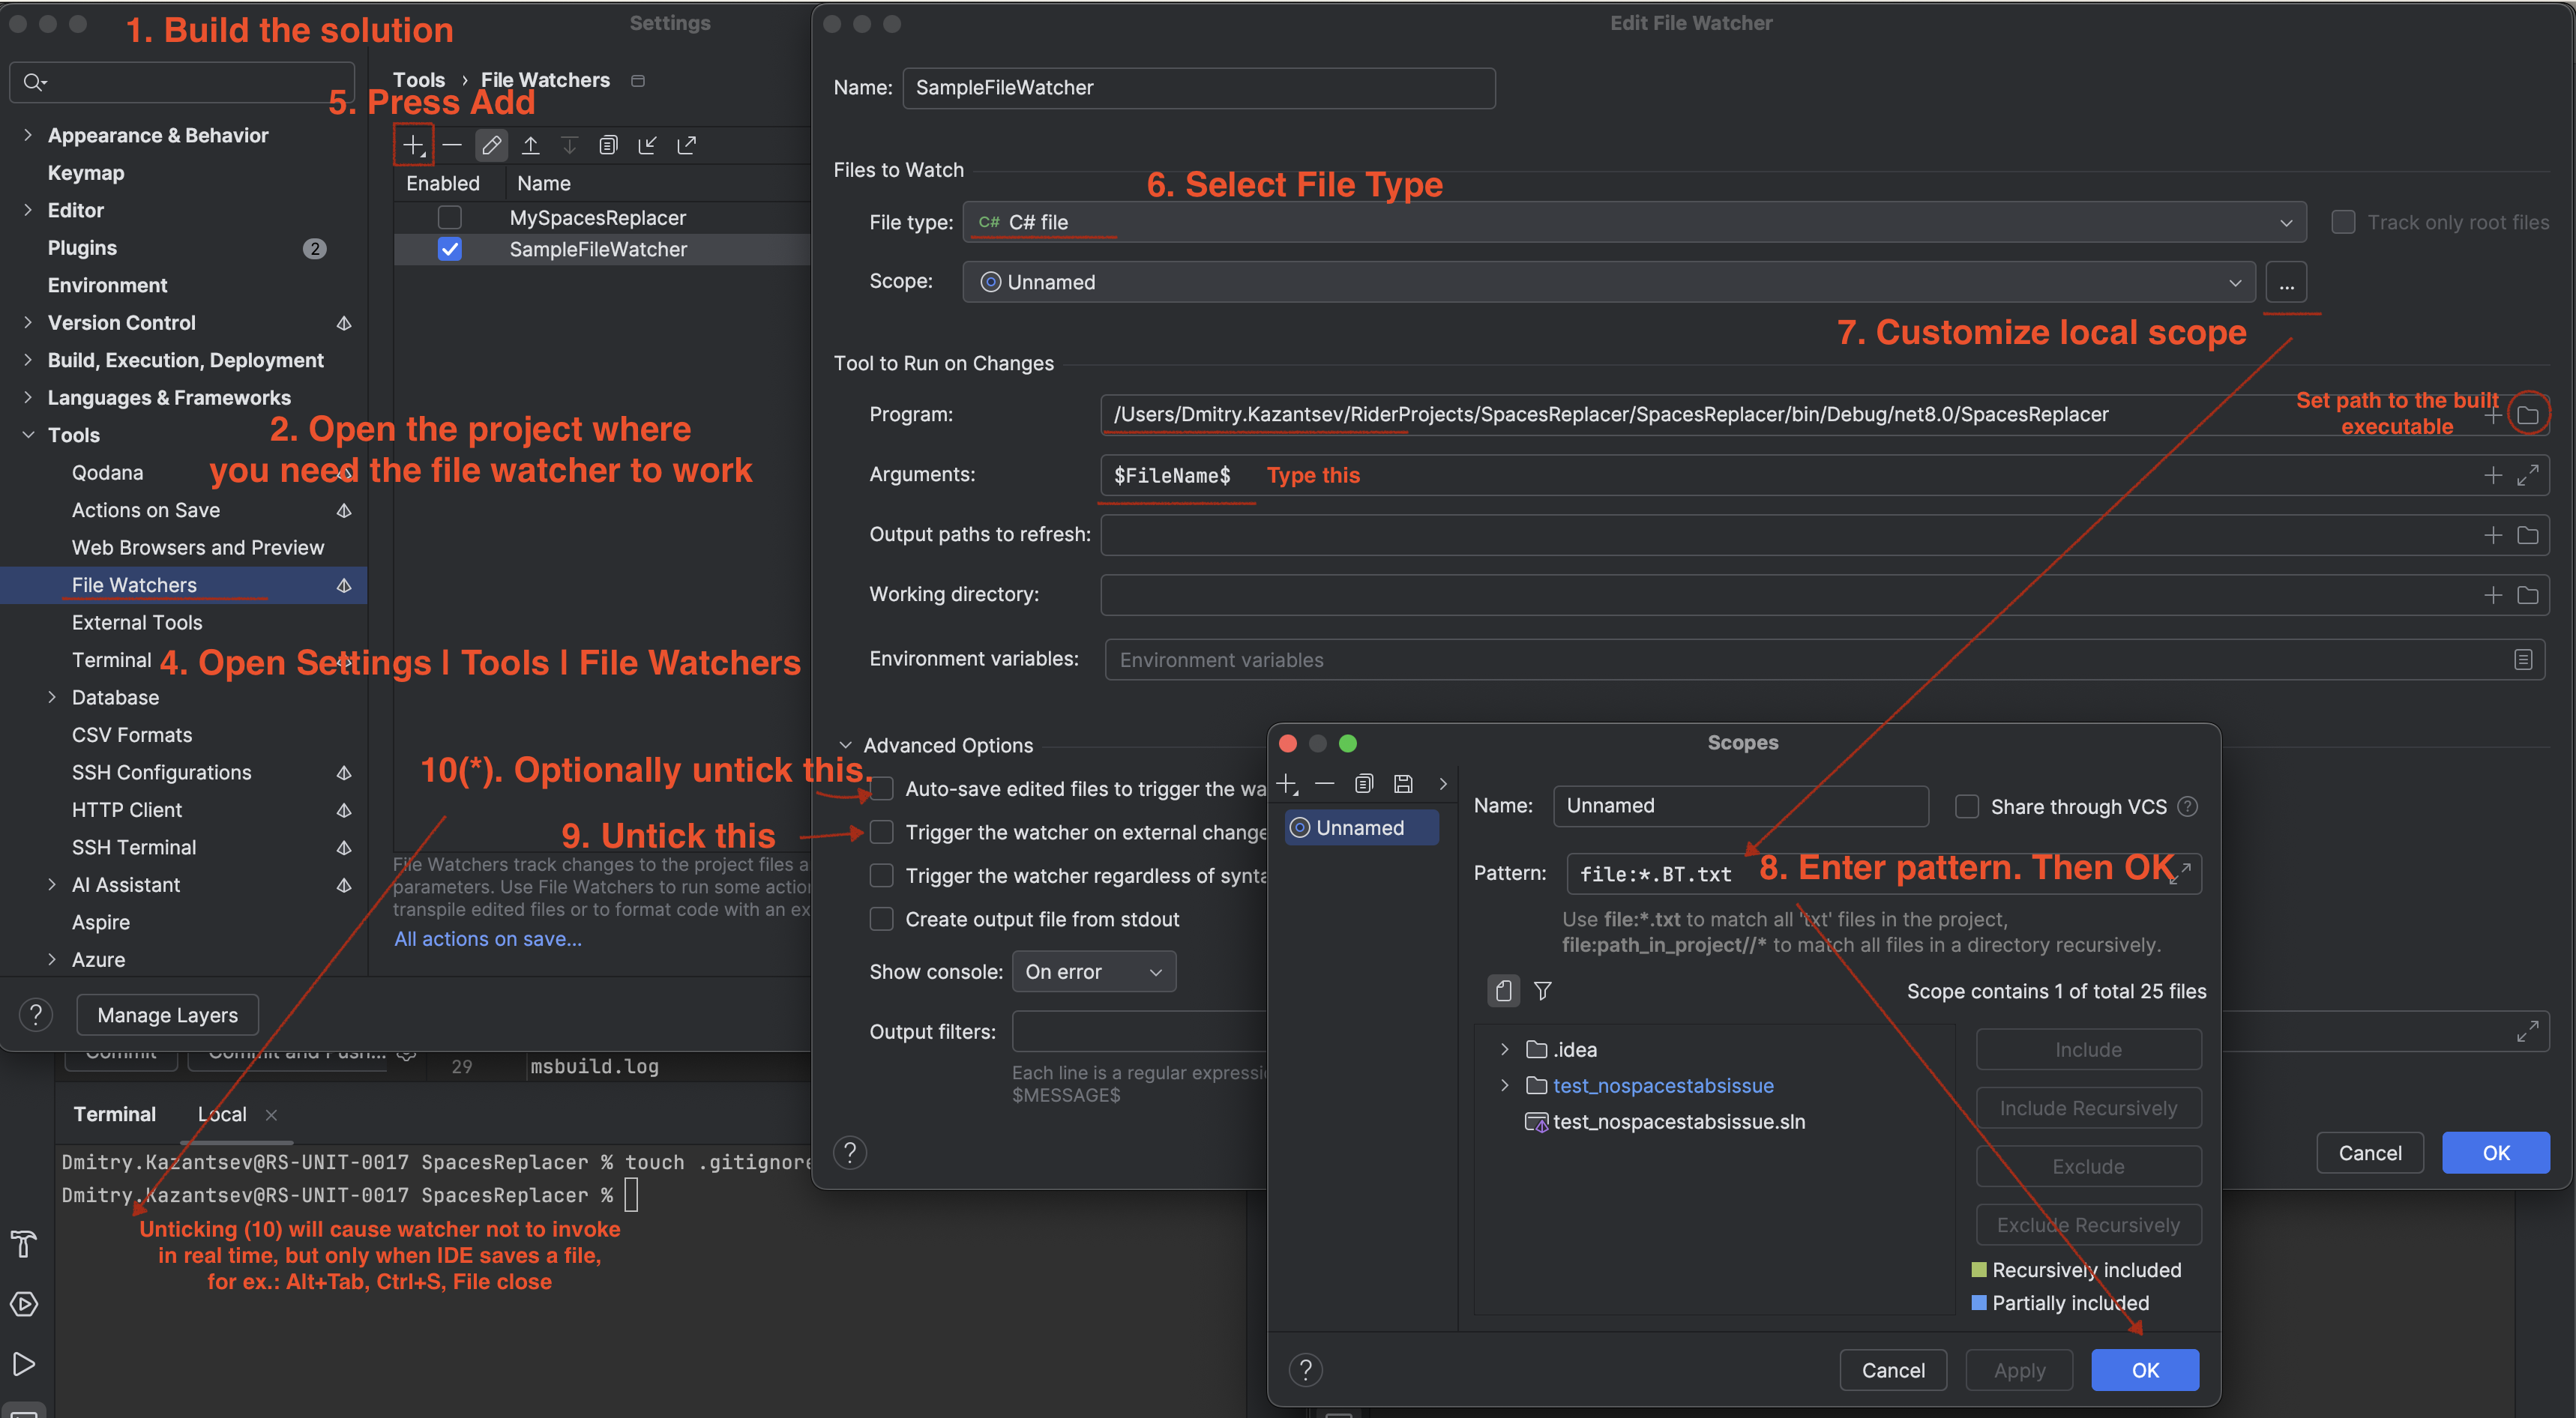 1. Build the solution
Settings
Tools › File Watchers
5. Press Add
Appearance & Behavior
Keymap
Editor
Plugins
2
Environment
Version Control
Build, Execution, Deployment
Languages & Frameworks
Tools
2. Open the project where
you need the file watcher to work
Qodana
Actions on Save
Web Browsers and Preview
File Watchers
External Tools
Terminal
4. Open Settings | Tools | File Watchers
Database
CSV Formats
SSH Configurations
HTTP Client
SSH Terminal
AI Assistant
Aspire
Azure
Enabled
Name
MySpacesReplacer
SampleFileWatcher
10(*). Optionally untick this.
9. Untick this
File Watchers track changes to the project files a
parameters. Use File Watchers to run some action
transpile edited files or to format code with an ex
All actions on save...
?
Manage Layers
Commit
Commit and Push...
29
msbuild.log
Terminal
Local
Dmitry.Kazantsev@RS-UNIT-0017 SpacesReplacer % touch .gitignore
Dmitry.Kazantsev@RS-UNIT-0017 SpacesReplacer %
Unticking (10) will cause watcher not to invoke
in real time, but only when IDE saves a file,
for ex.: Alt+Tab, Ctrl+S, File close
Edit File Watcher
Name:
SampleFileWatcher
Files to Watch
6. Select File Type
File type:
C# C# file
Track only root files
Scope:
Unnamed
...
7. Customize local scope
Tool to Run on Changes
Program:
/Users/Dmitry.Kazantsev/RiderProjects/SpacesReplacer/SpacesReplacer/bin/Debug/net8.0/SpacesReplacer
Set path to the built
executable
Arguments:
$FileName$
Type this
Output paths to refresh:
Working directory:
Environment variables:
Environment variables
Advanced Options
Auto-save edited files to trigger the wa
Trigger the watcher on external change
Trigger the watcher regardless of synta
Create output file from stdout
Show console:
On error
Output filters:
Each line is a regular expressi
$MESSAGE$
?
Cancel
OK
Scopes
Unnamed
Name:
Unnamed
Share through VCS ?
Pattern:
file:*.BT.txt
8. Enter pattern. Then OK
Use file:*.txt to match all 'txt' files in the project,
file:path_in_project//* to match all files in a directory recursively.
Scope contains 1 of total 25 files
.idea
test_nospacestabsissue
test_nospacestabsissue.sln
Include
Include Recursively
Exclude
Exclude Recursively
Recursively included
Partially included
?
Cancel
Apply
OK